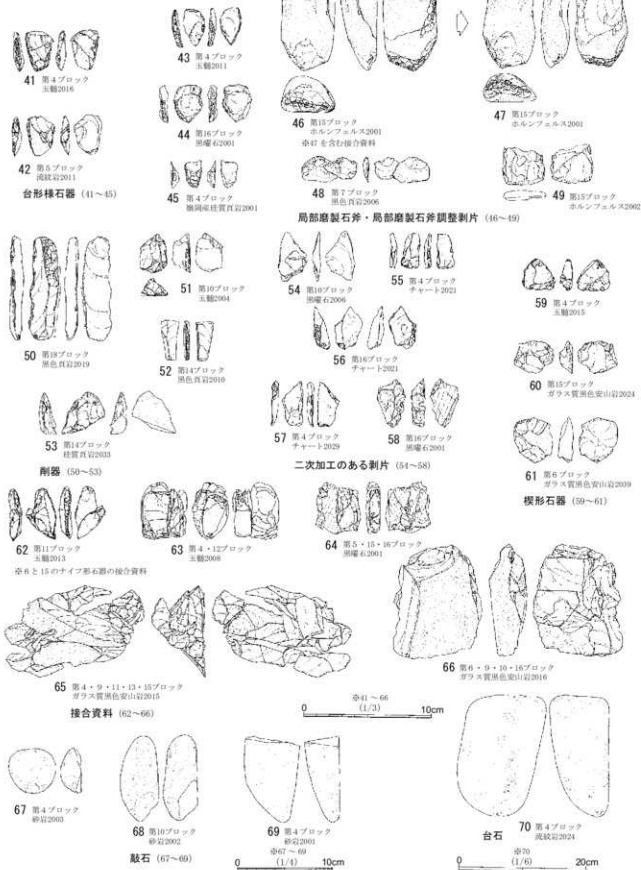 41 第4ブロック
玉髄2016
43 第4ブロック
玉髄2011
46 第15ブロック
ホルンフェルス2001
※47を含む接合資料
47 第15ブロック
ホルンフェルス2001
42 第5ブロック
流紋岩2011
44 第16ブロック
黒曜石2001
45 第4ブロック
珪質頁岩2001
48 第7ブロック
黒色頁岩2006
49 第15ブロック
ホルンフェルス2002
台形様石器 (41~45)
局部磨製石斧・局部磨製石斧調整剥片 (46~49)
50 第18ブロック
黒色頁岩2019
51 第10ブロック
玉髄2004
52 第14ブロック
黒色頁岩2010
53 第14ブロック
珪質頁岩2033
削器 (50~53)
54 第10ブロック
黒曜石2006
55 第4ブロック
チャート2021
56 第16ブロック
チャート2021
57 第4ブロック
チャート2029
58 第16ブロック
黒曜石2001
二次加工のある剥片 (54~58)
59 第4ブロック
玉髄2015
60 第15ブロック
ガラス質黒色安山岩2024
61 第6ブロック
ガラス質黒色安山岩2009
楔形石器 (59~61)
62 第11ブロック
玉髄2013
※6と15のナイフ形石器の接合資料
63 第4・12ブロック
玉髄2008
64 第5・15・16ブロック
黒曜石2001
65 第4・9・11・13・15ブロック
ガラス質黒色安山岩2015
66 第6・9・10・16ブロック
ガラス質黒色安山岩2016
接合資料 (62~66)
※41~66
0 (1/3) 10cm
67 第4ブロック
砂岩2003
68 第10ブロック
砂岩2002
69 第4ブロック
砂岩2001
敲石 (67~69)
※67~69
0 (1/4) 10cm
台石
70 第4ブロック
流紋岩2024
※70
0 (1/6) 20cm